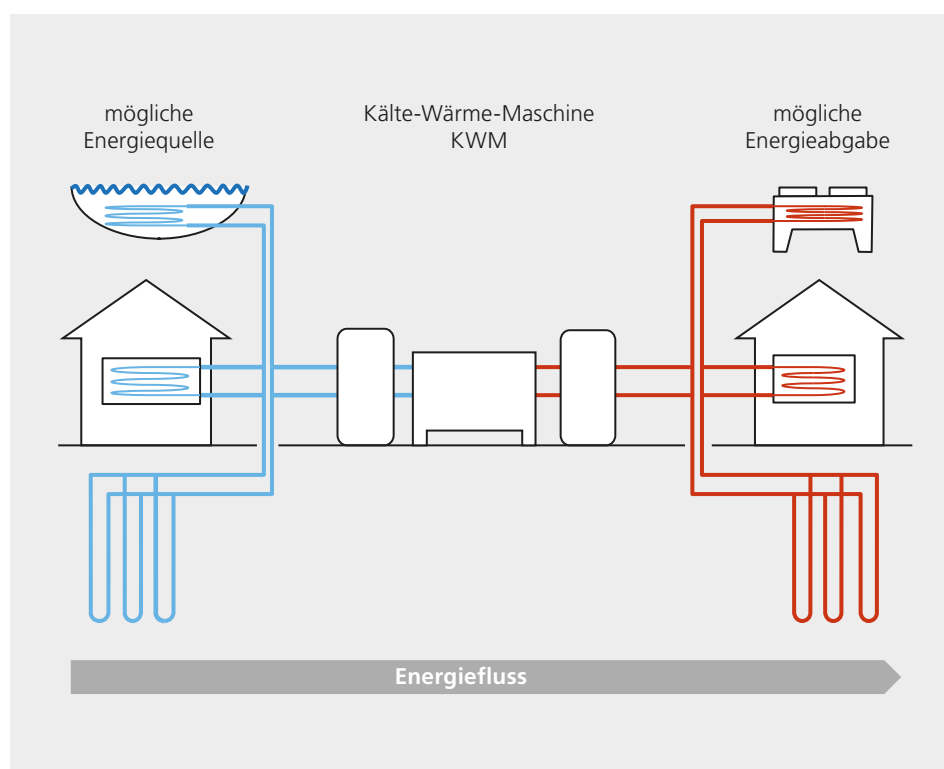 mögliche
Energiequelle
Kälte-Wärme-Maschine
KWM
mögliche
Energieabgabe
Energiefluss